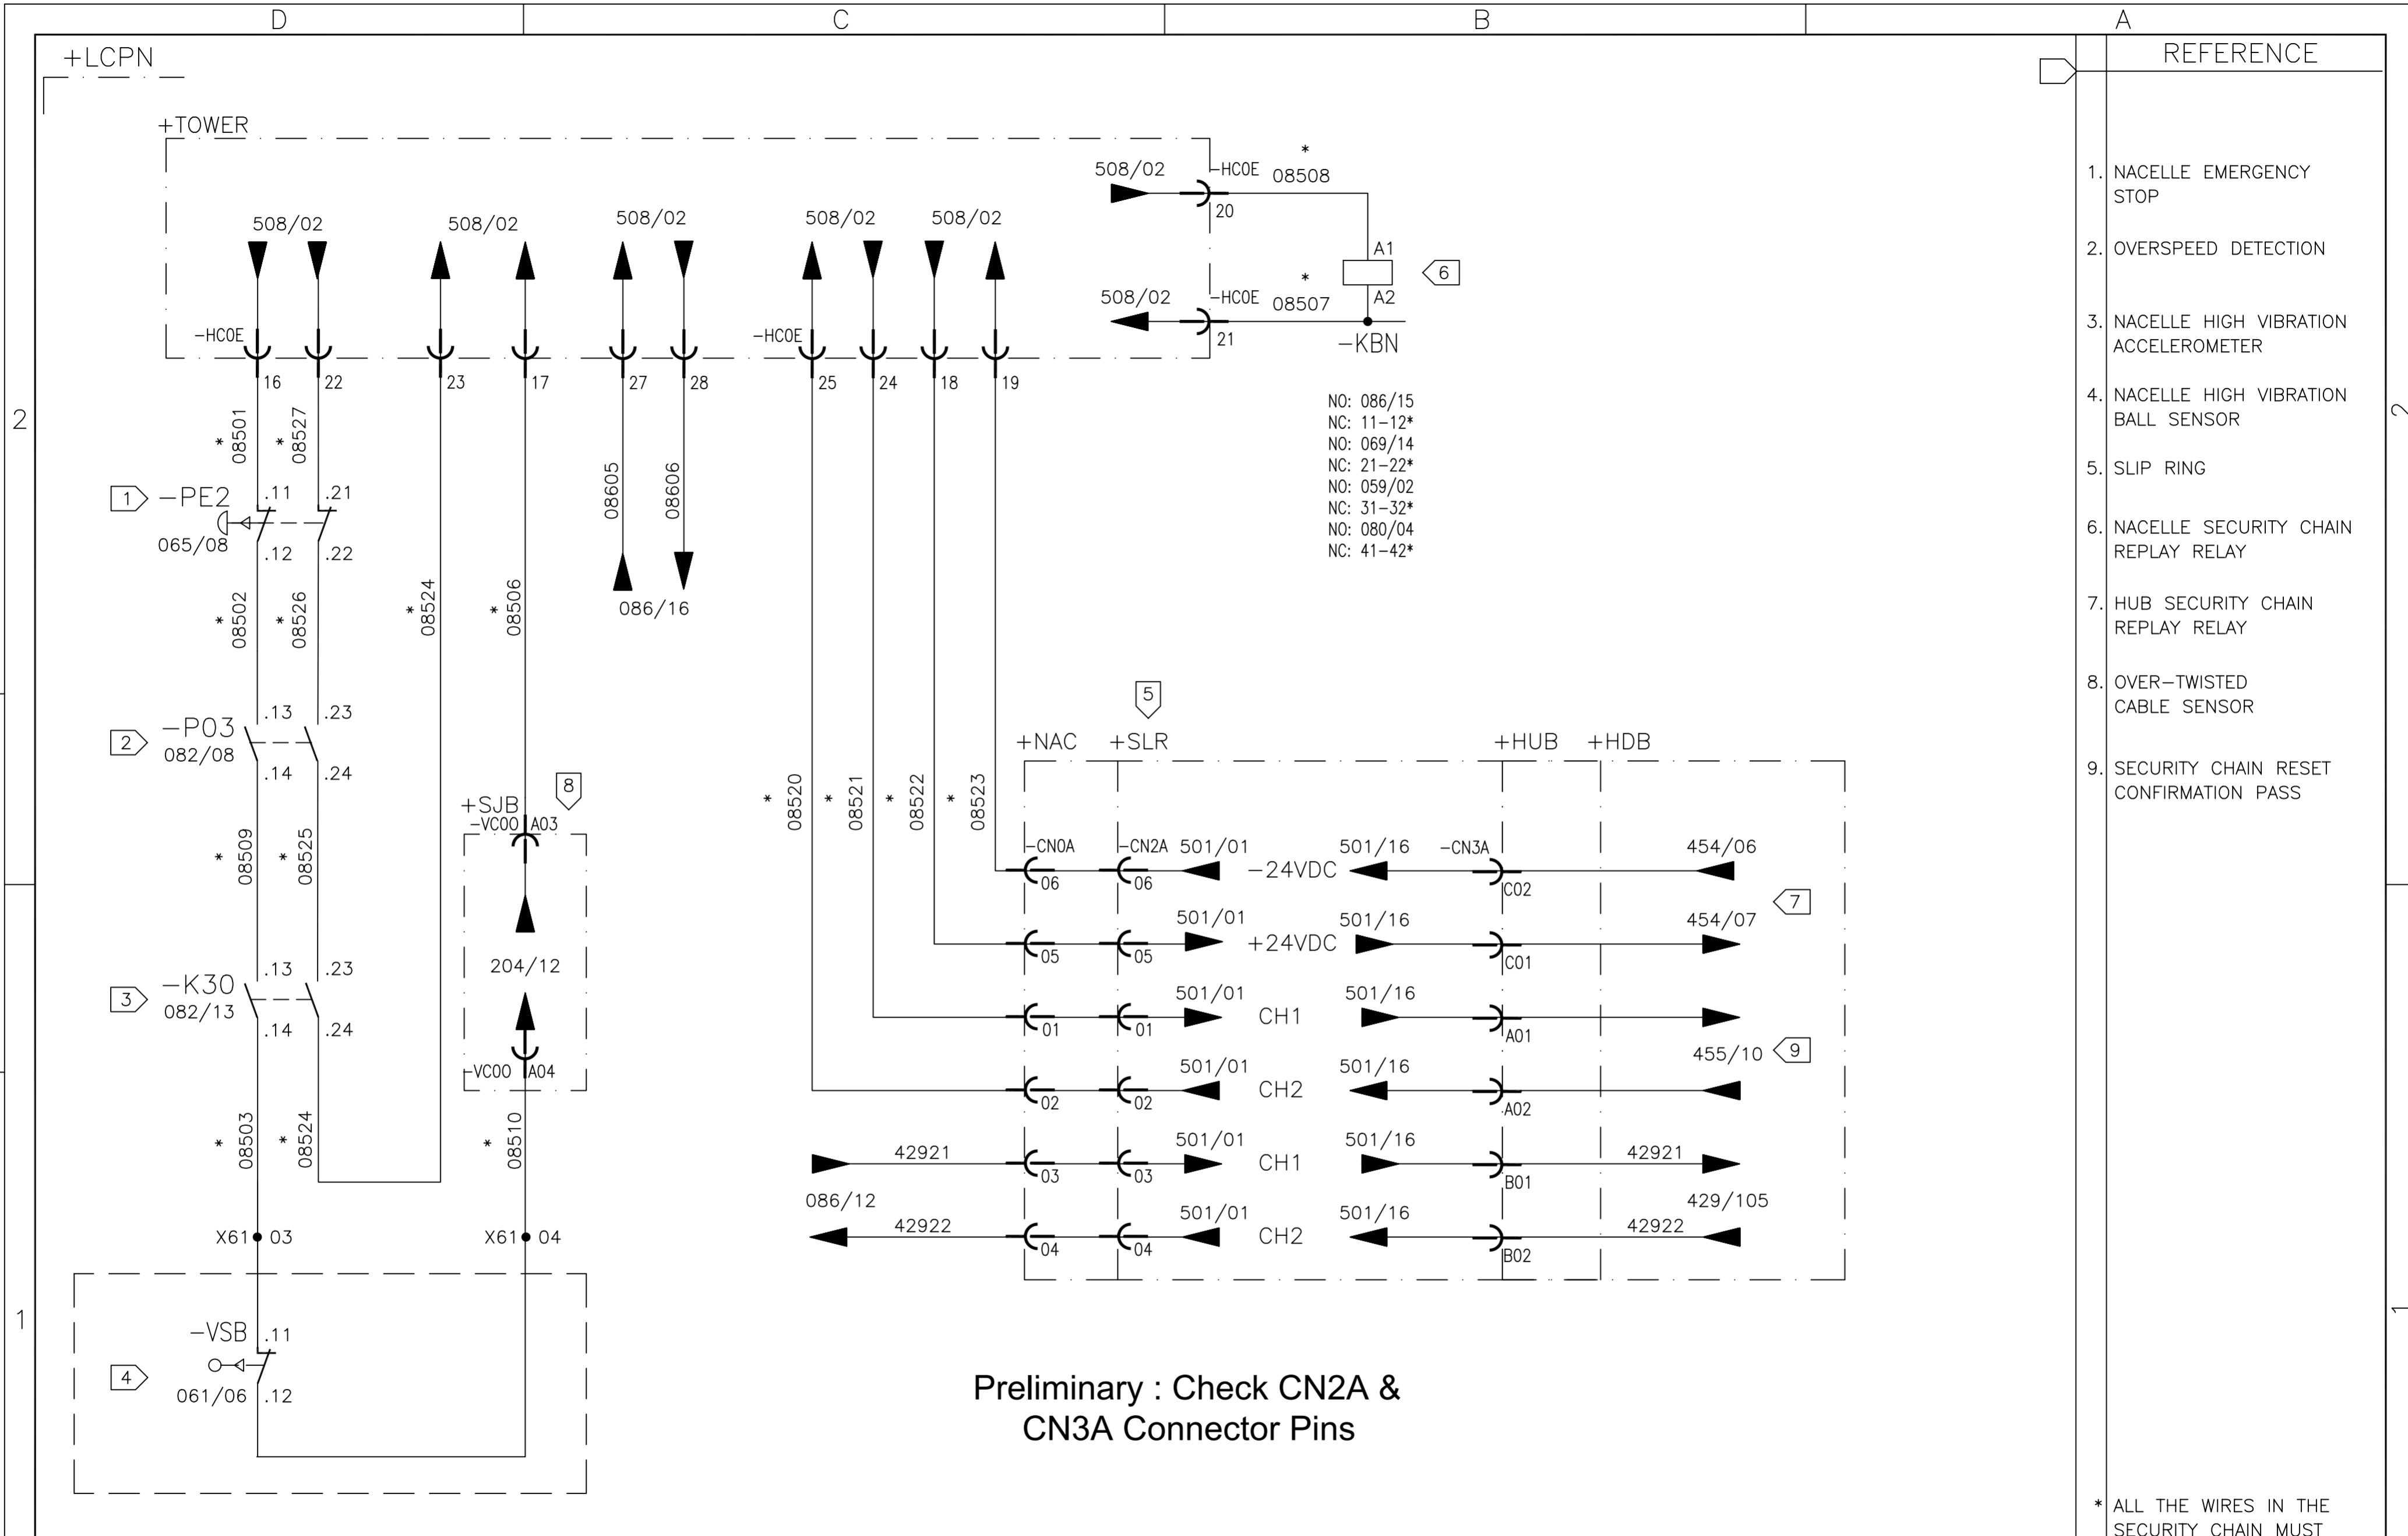 D C B A
+LCPN
REFERENCE
+TOWER
508/02 -HC0E * 08508
20
508/02 508/02 508/02 508/02 508/02
A1
6
508/02 -HC0E * 08507
A2
21
-KBN
-HC0E -HC0E
16 22 23 17 27 28 25 24 18 19
NO: 086/15
NC: 11-12*
NO: 069/14
NC: 21-22*
NO: 059/02
NC: 31-32*
NO: 080/04
NC: 41-42*
2 2
* 08501 * 08527
08605 08606
1 -PE2 .11 .21
065/08 .12 .22
* 08502 * 08526 * 08524 * 08506
086/16
2 -P03 .13 .23
082/08 .14 .24
* 08509 * 08525
8
+SJB
-VC00 A03
204/12
-VC00 A04
3 -K30 .13 .23
082/13 .14 .24
* 08503 * 08524 * 08510
X61 03 X61 04
1 1
-VSB .11
4
061/06 .12
* 08520 * 08521 * 08522 * 08523
5
+NAC +SLR +HUB +HDB
-CN0A -CN2A 501/01 501/16 -CN3A 454/06
06 06 -24VDC C02
7
501/01 501/16 454/07
05 05 +24VDC C01
501/01 501/16
01 01 CH1 A01
501/01 501/16 455/10 9
02 02 CH2 A02
42921 501/01 501/16 42921
03 03 CH1 B01
086/12 501/01 501/16 429/105
42922 04 04 CH2 B02 42922
Preliminary : Check CN2A &
CN3A Connector Pins
1. NACELLE EMERGENCY
STOP
2. OVERSPEED DETECTION
3. NACELLE HIGH VIBRATION
ACCELEROMETER
4. NACELLE HIGH VIBRATION
BALL SENSOR
5. SLIP RING
6. NACELLE SECURITY CHAIN
REPLAY RELAY
7. HUB SECURITY CHAIN
REPLAY RELAY
8. OVER-TWISTED
CABLE SENSOR
9. SECURITY CHAIN RESET
CONFIRMATION PASS
* ALL THE WIRES IN THE
SECURITY CHAIN MUST